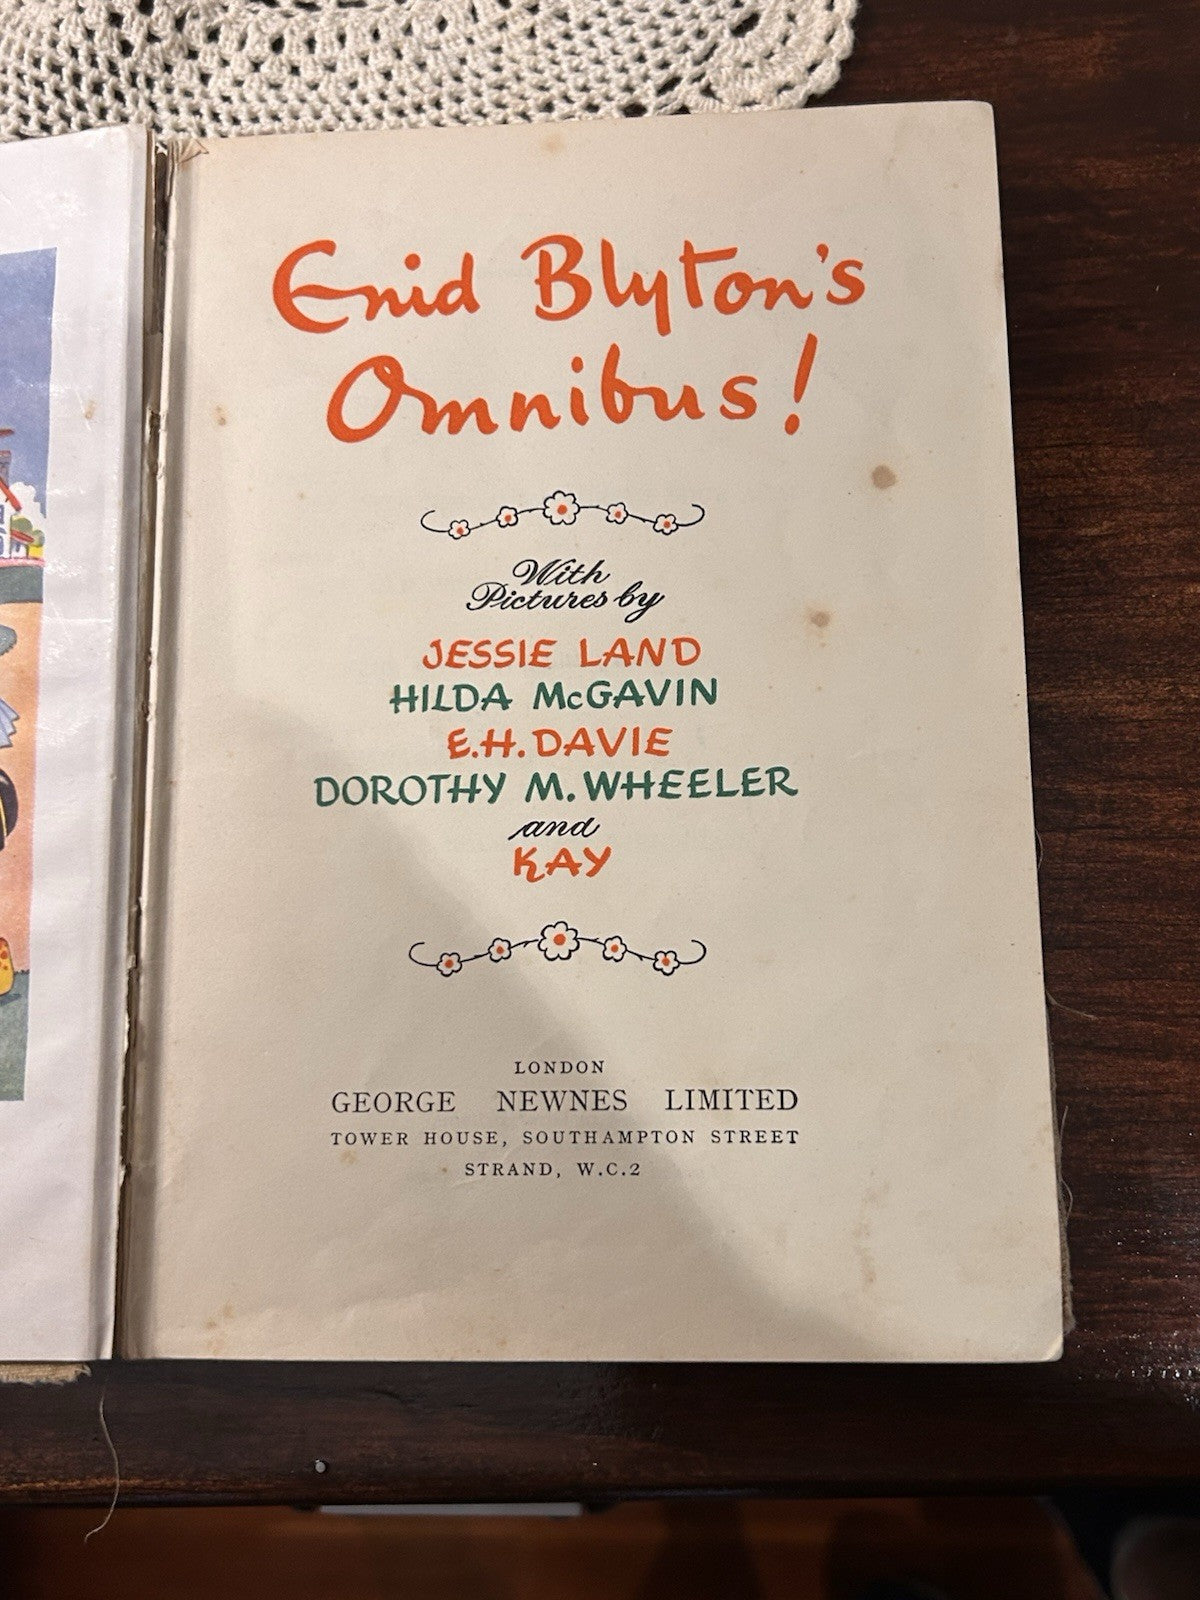 Enid Blyton's
Omnibus!
With
Pictures by
JESSIE LAND
HILDA McGAVIN
E.H. DAVIE
DOROTHY M. WHEELER
and
KAY
LONDON
GEORGE NEWNES LIMITED
TOWER HOUSE, SOUTHAMPTON STREET
STRAND, W.C.2